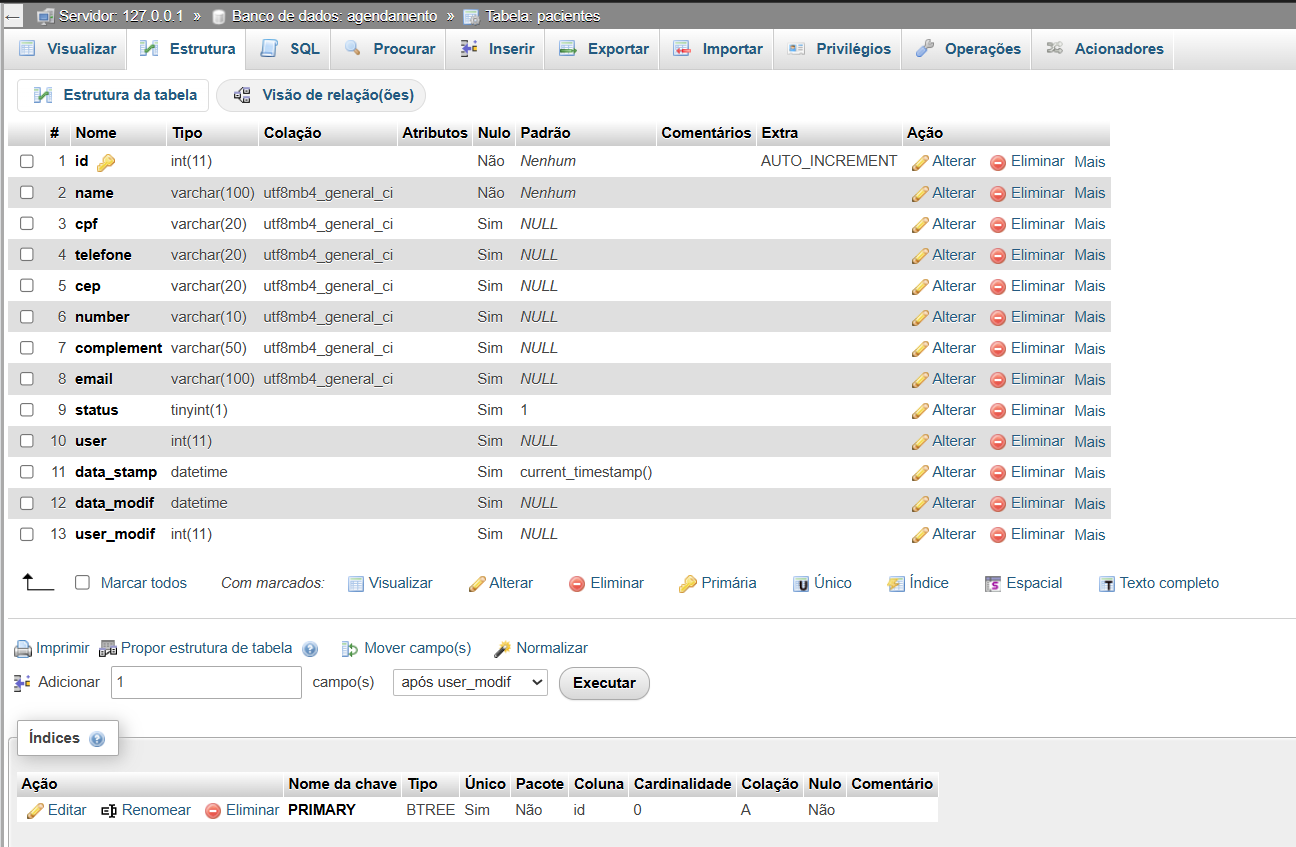 ← Servidor: 127.0.0.1 » Banco de dados: agendamento » Tabela: pacientes
Visualizar Estrutura SQL Procurar Inserir Exportar Importar Privilégios Operações Acionadores
Estrutura da tabela Visão de relação(ões)
# Nome Tipo Colação Atributos Nulo Padrão Comentários Extra Ação
1 id int(11) Não Nenhum AUTO_INCREMENT Alterar Eliminar Mais
2 name varchar(100) utf8mb4_general_ci Não Nenhum Alterar Eliminar Mais
3 cpf varchar(20) utf8mb4_general_ci Sim NULL Alterar Eliminar Mais
4 telefone varchar(20) utf8mb4_general_ci Sim NULL Alterar Eliminar Mais
5 cep varchar(20) utf8mb4_general_ci Sim NULL Alterar Eliminar Mais
6 number varchar(10) utf8mb4_general_ci Sim NULL Alterar Eliminar Mais
7 complement varchar(50) utf8mb4_general_ci Sim NULL Alterar Eliminar Mais
8 email varchar(100) utf8mb4_general_ci Sim NULL Alterar Eliminar Mais
9 status tinyint(1) Sim 1 Alterar Eliminar Mais
10 user int(11) Sim NULL Alterar Eliminar Mais
11 data_stamp datetime Sim current_timestamp() Alterar Eliminar Mais
12 data_modif datetime Sim NULL Alterar Eliminar Mais
13 user_modif int(11) Sim NULL Alterar Eliminar Mais
Marcar todos Com marcados: Visualizar Alterar Eliminar Primária Único Índice Espacial Texto completo
Imprimir Propor estrutura de tabela Mover campo(s) Normalizar
Adicionar 1 campo(s) após user_modif Executar
Índices
Ação Nome da chave Tipo Único Pacote Coluna Cardinalidade Colação Nulo Comentário
Editar Renomear Eliminar PRIMARY BTREE Sim Não id 0 A Não